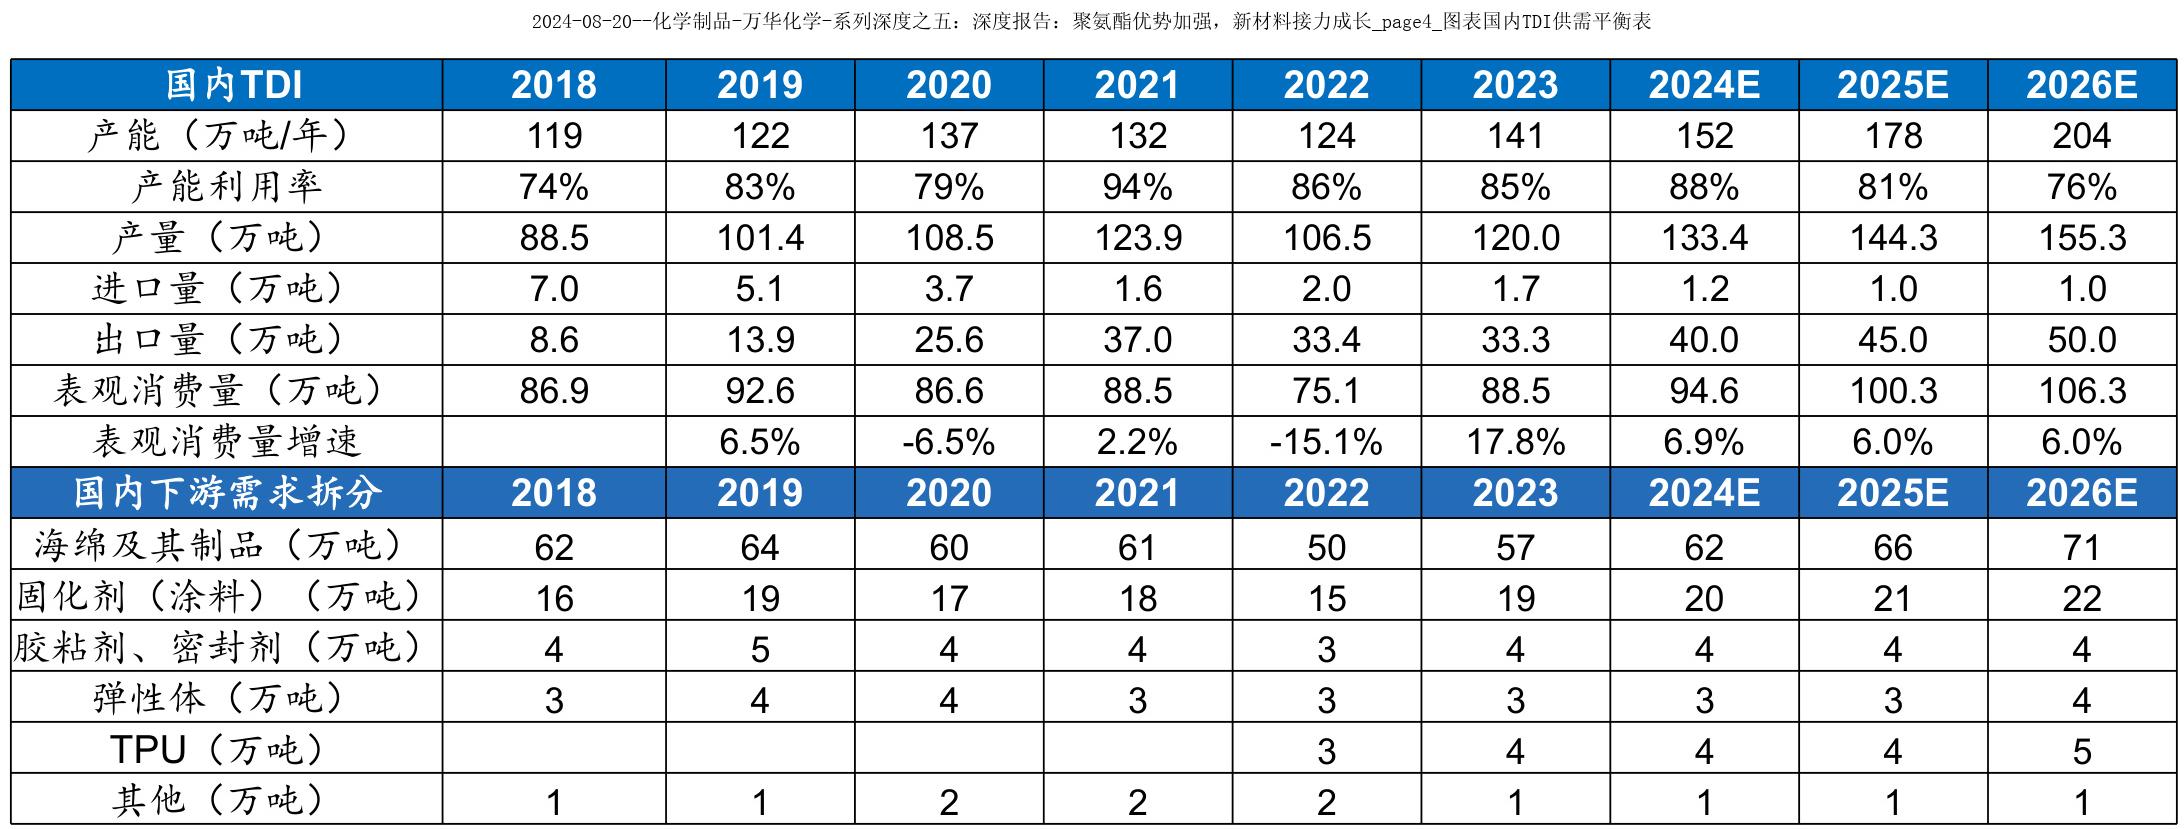 2024-08-20--化学制品-万华化学-系列深度之五：深度报告：聚氨酯优势加强，新材料接力成长_page4_图表国内TDI供需平衡表
国内TDI 2018 2019 2020 2021 2022 2023 2024E 2025E 2026E
产能（万吨/年） 119 122 137 132 124 141 152 178 204
产能利用率 74% 83% 79% 94% 86% 85% 88% 81% 76%
产量（万吨） 88.5 101.4 108.5 123.9 106.5 120.0 133.4 144.3 155.3
进口量（万吨） 7.0 5.1 3.7 1.6 2.0 1.7 1.2 1.0 1.0
出口量（万吨） 8.6 13.9 25.6 37.0 33.4 33.3 40.0 45.0 50.0
表观消费量（万吨） 86.9 92.6 86.6 88.5 75.1 88.5 94.6 100.3 106.3
表观消费量增速 6.5% -6.5% 2.2% -15.1% 17.8% 6.9% 6.0% 6.0%
国内下游需求拆分 2018 2019 2020 2021 2022 2023 2024E 2025E 2026E
海绵及其制品（万吨） 62 64 60 61 50 57 62 66 71
固化剂（涂料）（万吨） 16 19 17 18 15 19 20 21 22
胶粘剂、密封剂（万吨） 4 5 4 4 3 4 4 4 4
弹性体（万吨） 3 4 4 3 3 3 3 3 4
TPU（万吨） 3 4 4 4 5
其他（万吨） 1 1 2 2 2 1 1 1 1